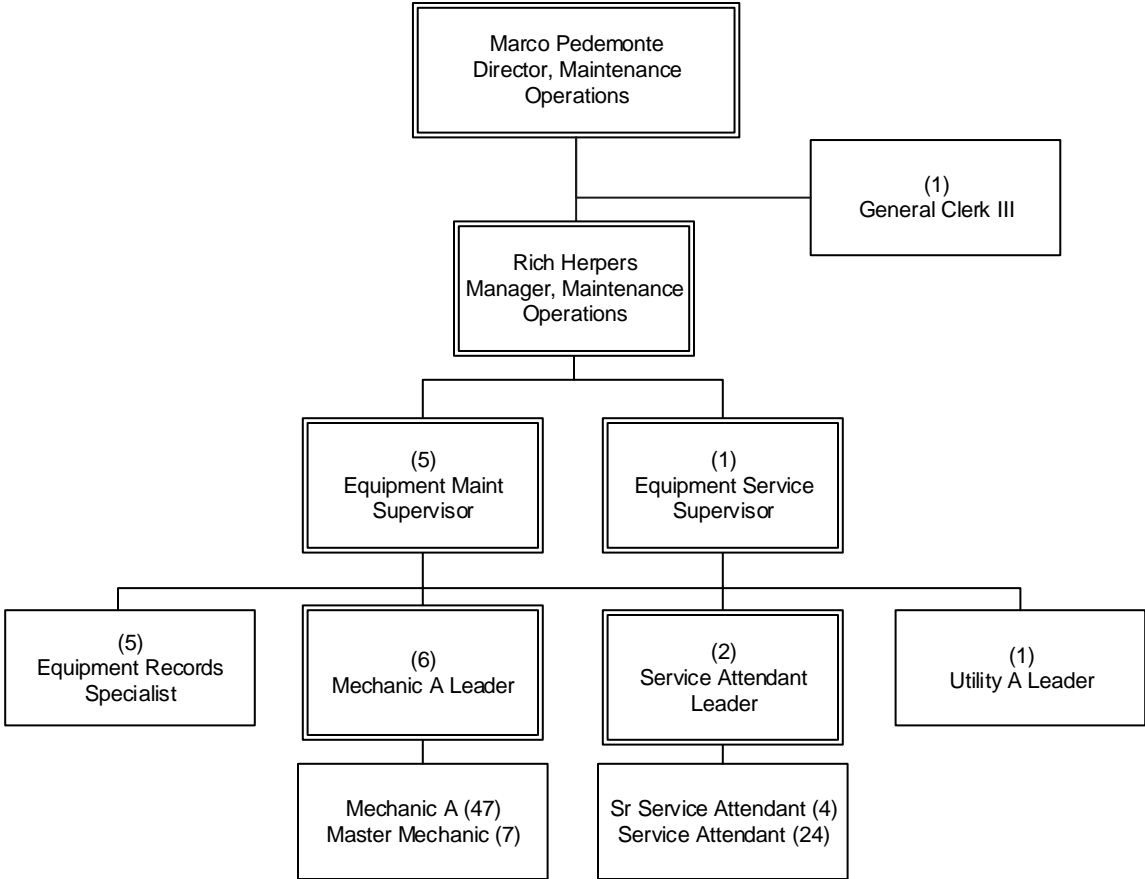 Marco Pedemonte
Director, Maintenance
Operations
(1)
General Clerk III
Rich Herpers
Manager, Maintenance
Operations
(5)
Equipment Maint
Supervisor
(1)
Equipment Service
Supervisor
(5)
Equipment Records
Specialist
(6)
Mechanic A Leader
(2)
Service Attendant
Leader
(1)
Utility A Leader
Mechanic A (47)
Master Mechanic (7)
Sr Service Attendant (4)
Service Attendant (24)